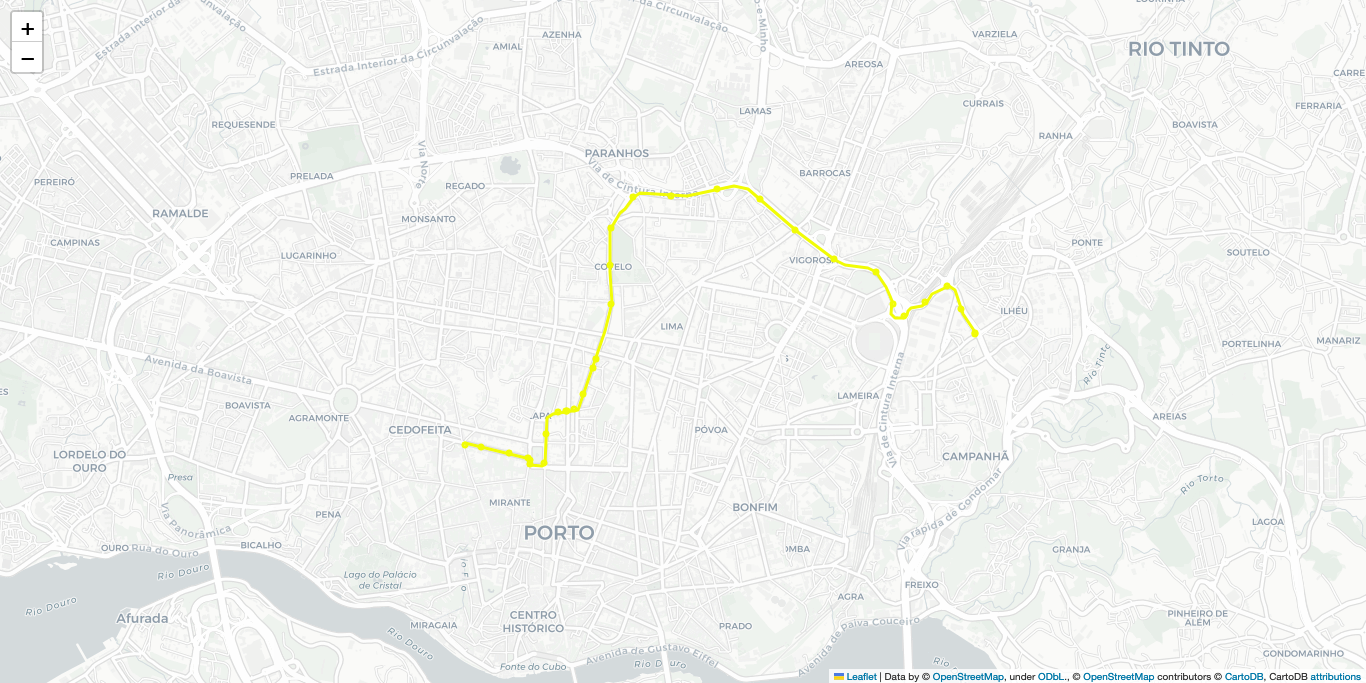 +
−
Estrada Interior da Circunvalação
da Circunvalação
LOURINHA
AZENHA
AMIAL
VARZIELA
RIO TINTO
Estrada Interior da Circunvalação
AREOSA
CARRE
CURRAIS
FERRARIA
LAMAS
REQUESENDE
BOAVISTA
RANHA
Via Norte
PARANHOS
PEREIRÓ
PRELADA
REGADO
Via de Cintura Interna
BARROCAS
RAMALDE
MONSANTO
CAMPINAS
PONTE
LUGARINHO
SOUTELO
COVELO
VIGOROSA
ILHÉU
LIMA
PORTELINHA
MANARIZ
Rio Tinto
Avenida da Boavista
BOAVISTA
AGRAMONTE
LAPA
LAMEIRA
Via de Cintura Interna
AREIAS
CEDOFEITA
PÓVOA
LORDELO DO
OURO
CAMPANHÃ
Presa
Rio Torto
MIRANTE
PENA
BONFIM
Via Panorâmica
PORTO
Via rápida de Gondomar
LAGOA
OURO
Rua do Ouro
BICALHO
OMBA
GRANJA
Rio Douro
Lago do Palácio
de Cristal
FREIXO
Rio Douro
AGRA
Afurada
CENTRO
HISTÓRICO
MIRAGAIA
PRADO
Avenida de Paiva Couceiro
PINHEIRO DE
ALÉM
Rio Douro
Avenida de Gustavo Eiffel
GONDOMARINHO
Fonte do Cubo
Rio Douro
Leaflet | Data by © OpenStreetMap, under ODbL., © OpenStreetMap contributors © CartoDB, CartoDB attributions